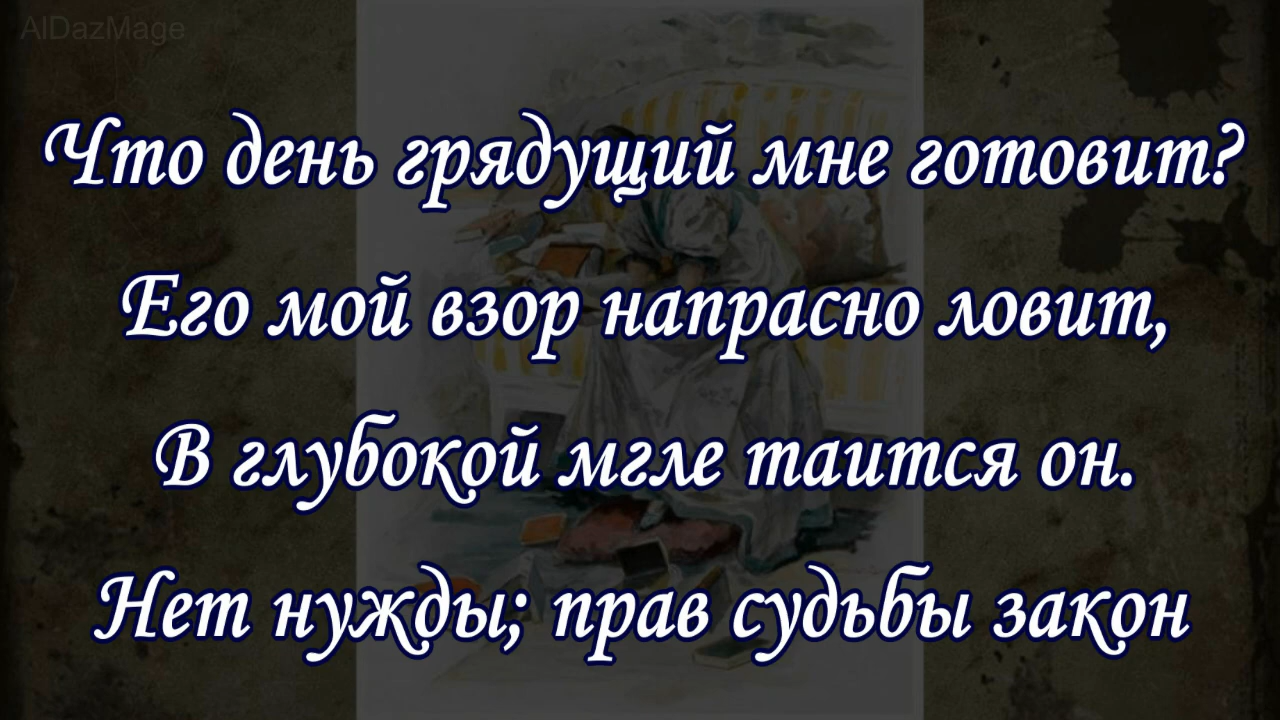 AlDazMage
Что день грядущий мне готовит?
Его мой взор напрасно ловит,
В глубокой мгле таится он.
Нет нужды; прав судьбы закон